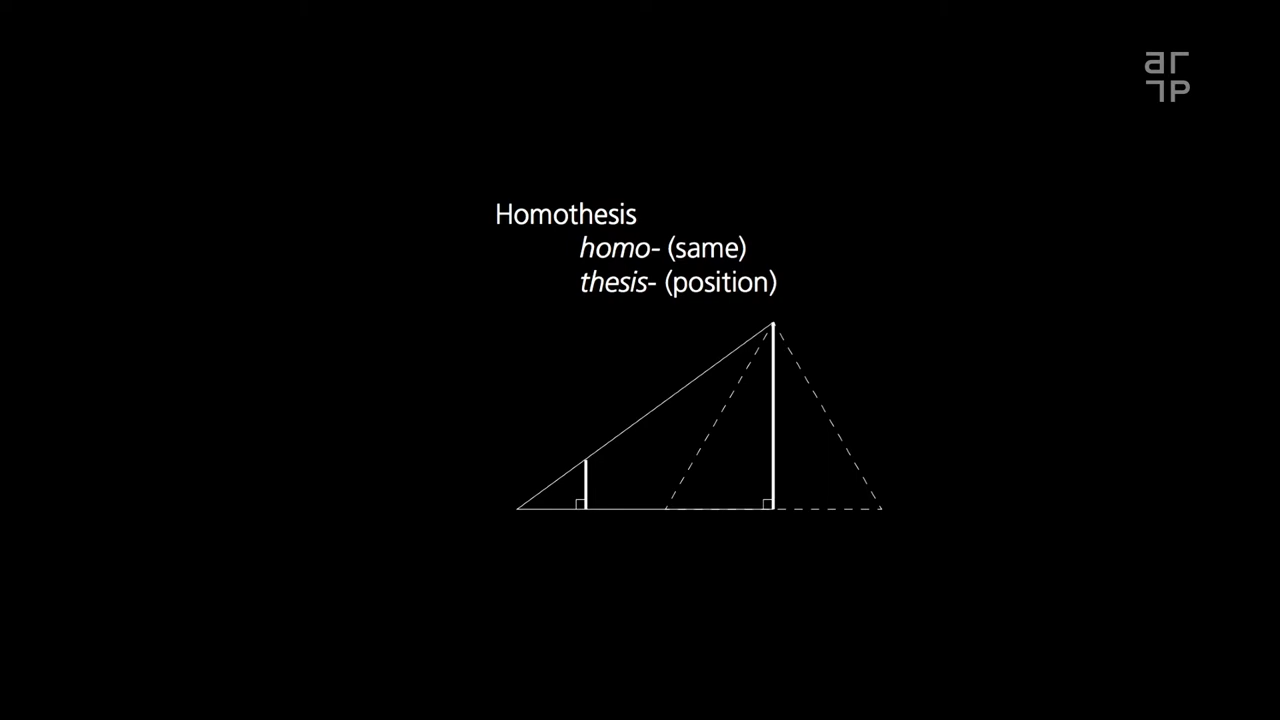 Homothesis
homo- (same)
thesis- (position)